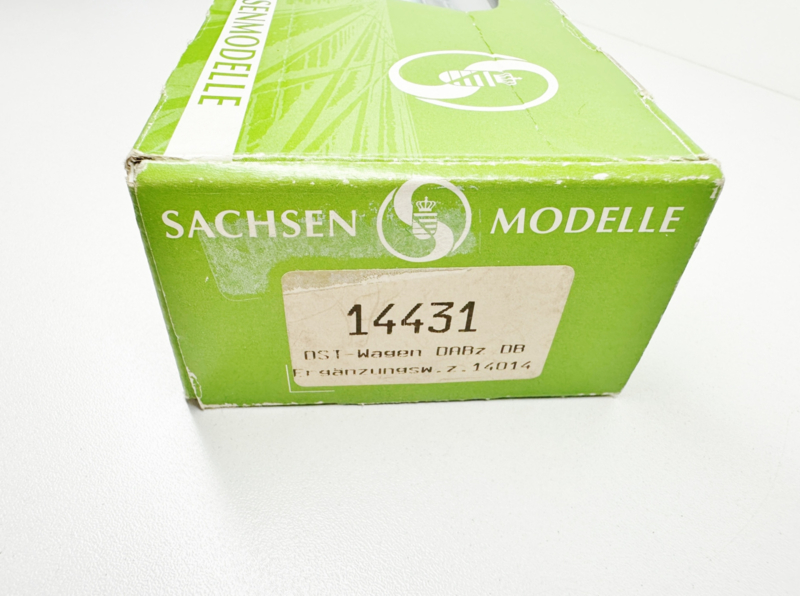 SENMODELLE
SACHSEN MODELLE
14431
DST-Wagen DABz DB
Ergänzungsw.z.14014